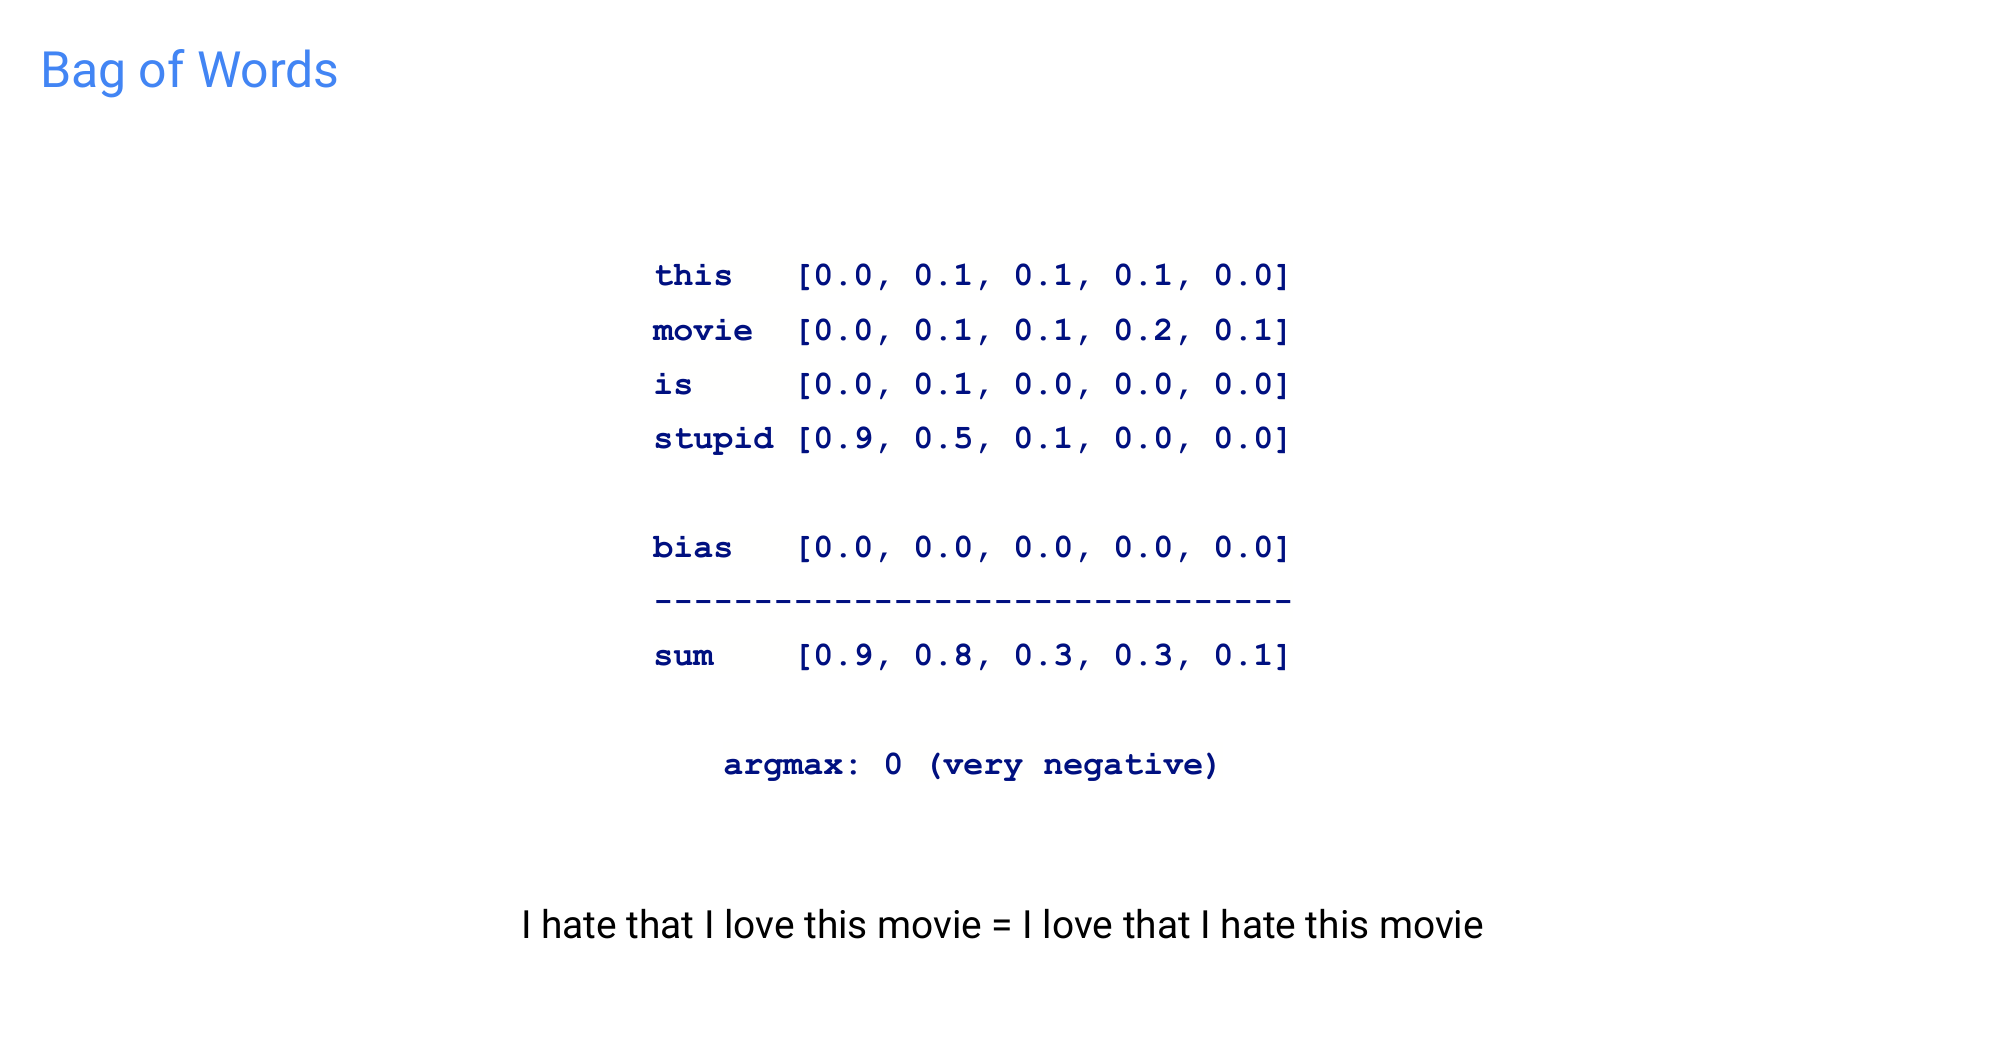 Bag of Words
this [0.0, 0.1, 0.1, 0.1, 0.0]
movie [0.0, 0.1, 0.1, 0.2, 0.1]
is [0.0, 0.1, 0.0, 0.0, 0.0]
stupid [0.9, 0.5, 0.1, 0.0, 0.0]
bias [0.0, 0.0, 0.0, 0.0, 0.0]
--------------------------------
sum [0.9, 0.8, 0.3, 0.3, 0.1]
argmax: 0 (very negative)
I hate that I love this movie = I love that I hate this movie